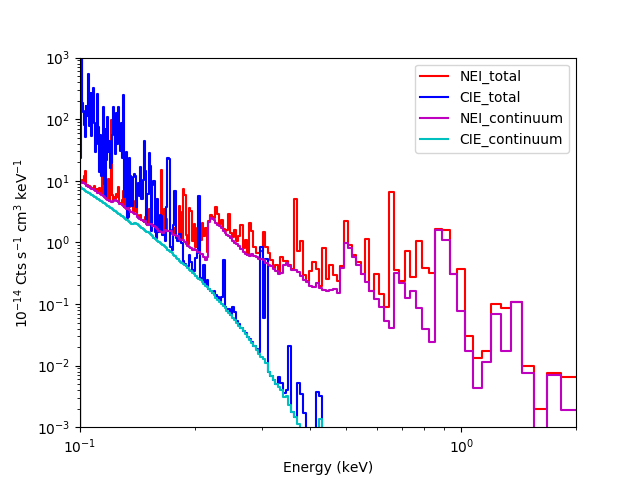 10³
10²
10¹
10⁰
10⁻¹
10⁻²
10⁻³
10⁻¹⁴ Cts s⁻¹ cm³ keV⁻¹
NEI_total
CIE_total
NEI_continuum
CIE_continuum
10⁻¹
10⁰
Energy (keV)